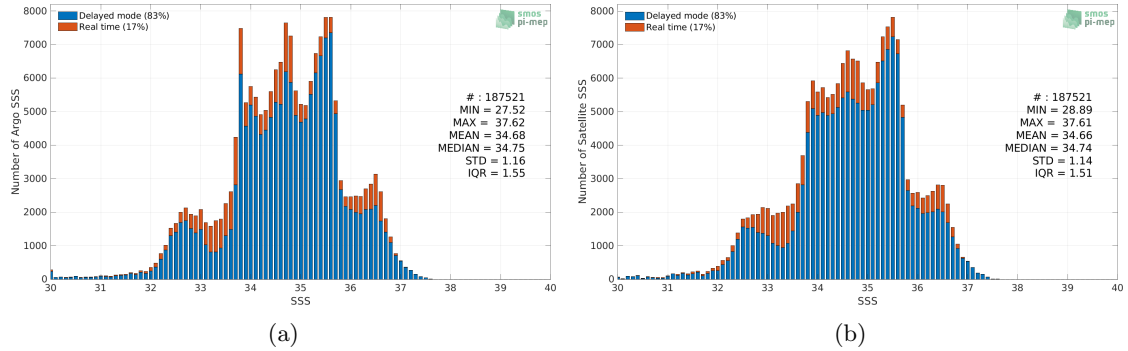 Delayed mode (83%)
Real time (17%)
smos
pi-mep
8000
7000
6000
5000
4000
3000
2000
1000
0
Number of Argo SSS
# : 187521
MIN = 27.52
MAX = 37.62
MEAN = 34.68
MEDIAN = 34.75
STD = 1.16
IQR = 1.55
30 31 32 33 34 35 36 37 38 39 40
SSS
(a)
Delayed mode (83%)
Real time (17%)
smos
pi-mep
8000
7000
6000
5000
4000
3000
2000
1000
0
Number of Satellite SSS
# : 187521
MIN = 28.89
MAX = 37.61
MEAN = 34.66
MEDIAN = 34.74
STD = 1.14
IQR = 1.51
30 31 32 33 34 35 36 37 38 39 40
SSS
(b)